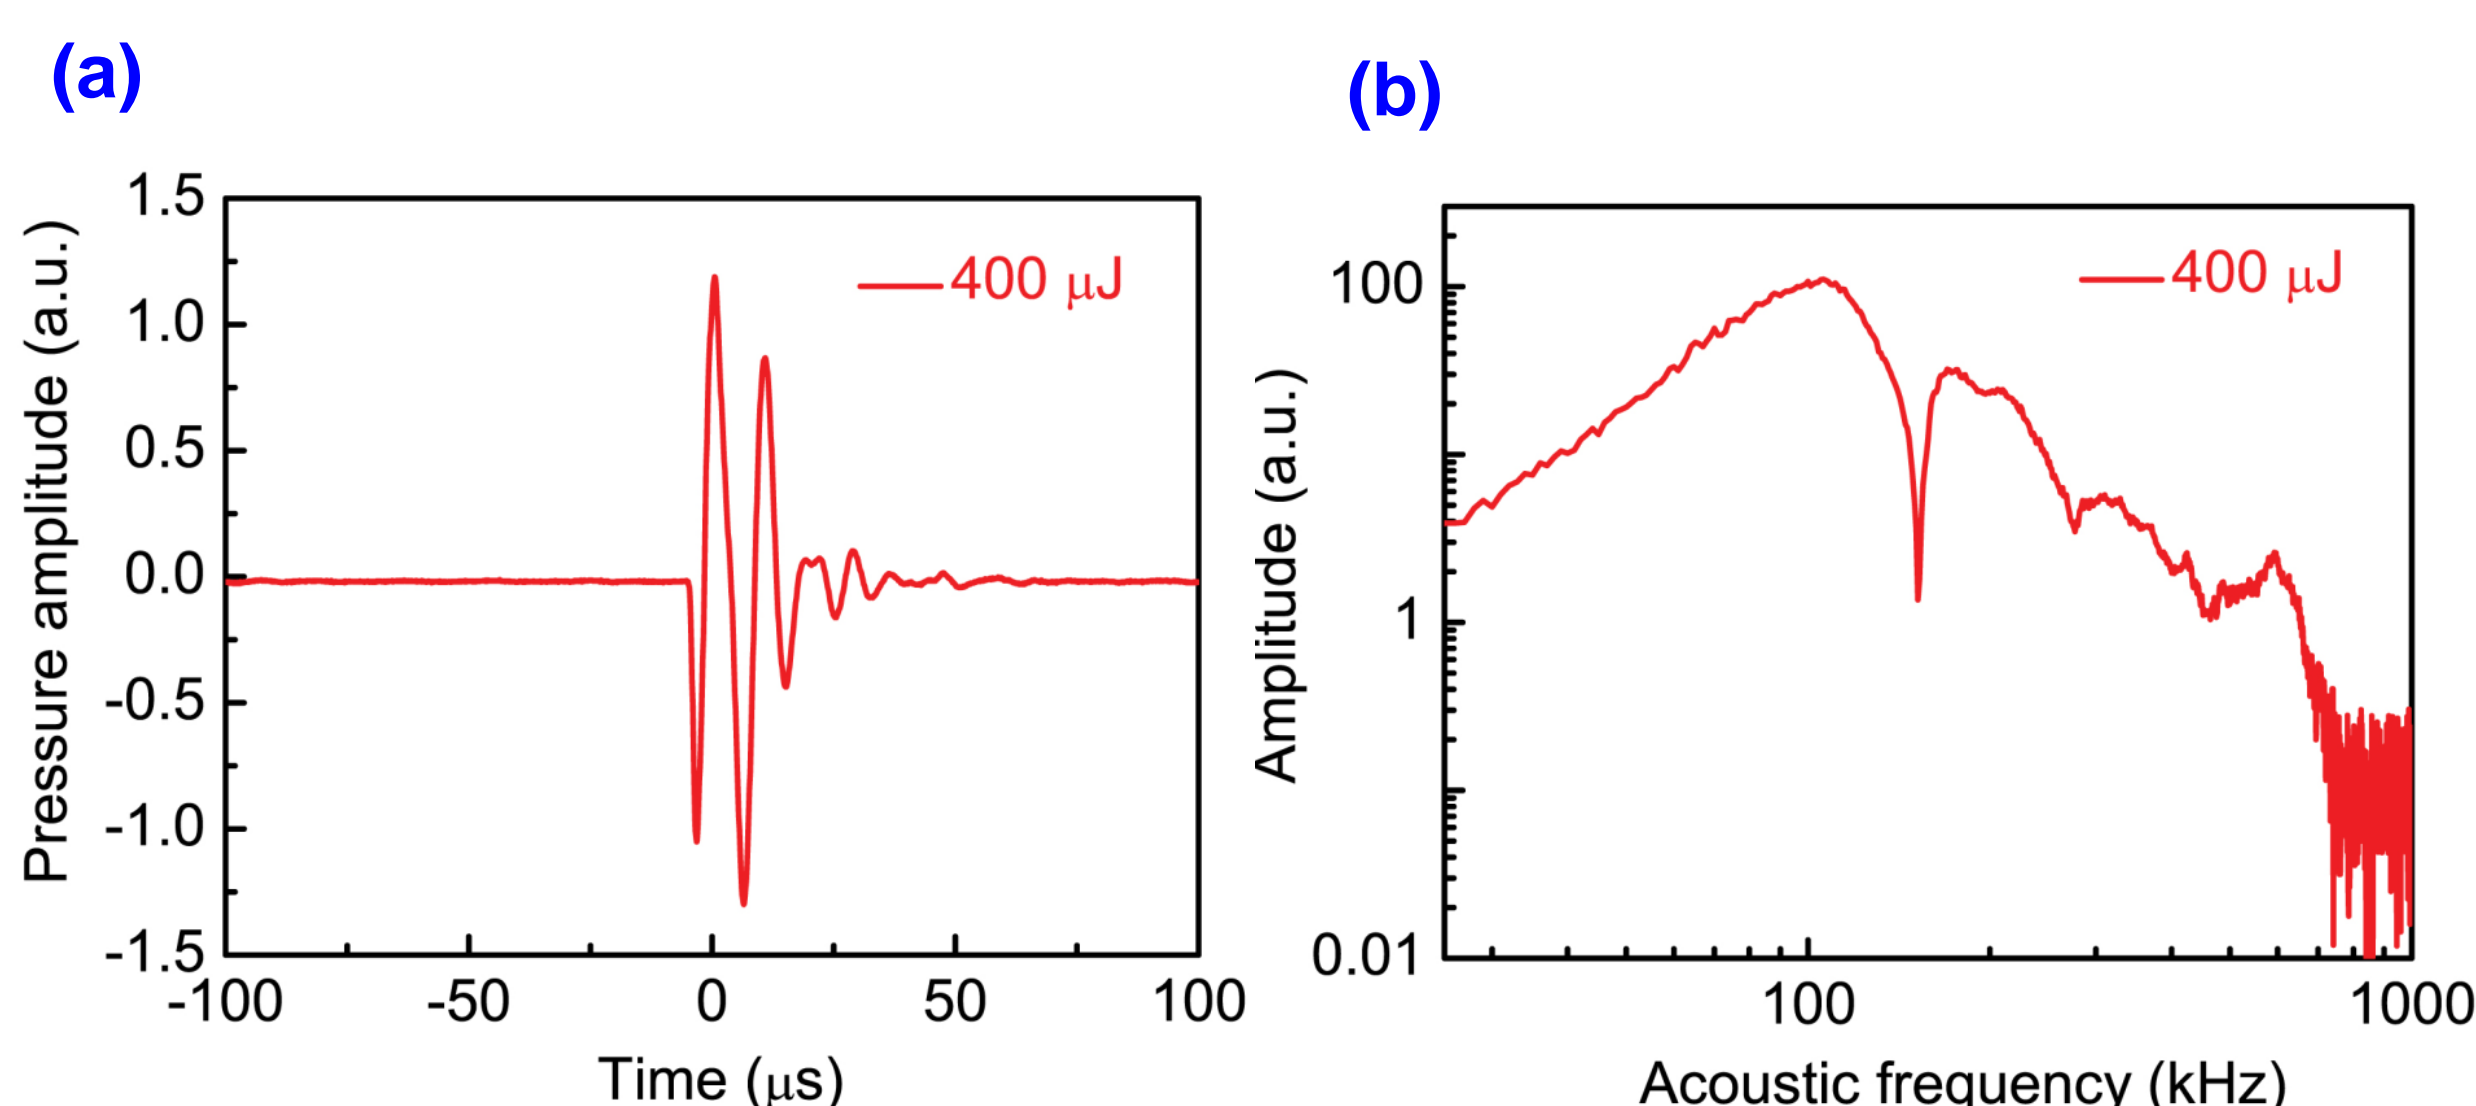 (a)
Pressure amplitude (a.u.)
1.5
1.0
0.5
0.0
-0.5
-1.0
-1.5
400 μJ
-100 -50 0 50 100
Time (μs)
(b)
Amplitude (a.u.)
100
1
0.01
400 μJ
100 1000
Acoustic frequency (kHz)